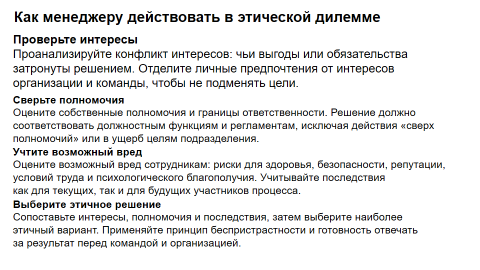 Как менеджеру действовать в этической дилемме
Проверьте интересы
Проанализируйте конфликт интересов: чьи выгоды или обязательства
затронуты решением. Отделите личные предпочтения от интересов
организации и команды, чтобы не подменять цели.
Сверьте полномочия
Оцените собственные полномочия и границы ответственности. Решение должно
соответствовать должностным функциям и регламентам, исключая действия «сверх
полномочий» или в ущерб целям подразделения.
Учтите возможный вред
Оцените возможный вред сотрудникам: риски для здоровья, безопасности, репутации,
условий труда и психологического благополучия. Учитывайте последствия
как для текущих, так и для будущих участников процесса.
Выберите этичное решение
Сопоставьте интересы, полномочия и последствия, затем выберите наиболее
этичный вариант. Применяйте принцип беспристрастности и готовность отвечать
за результат перед командой и организацией.